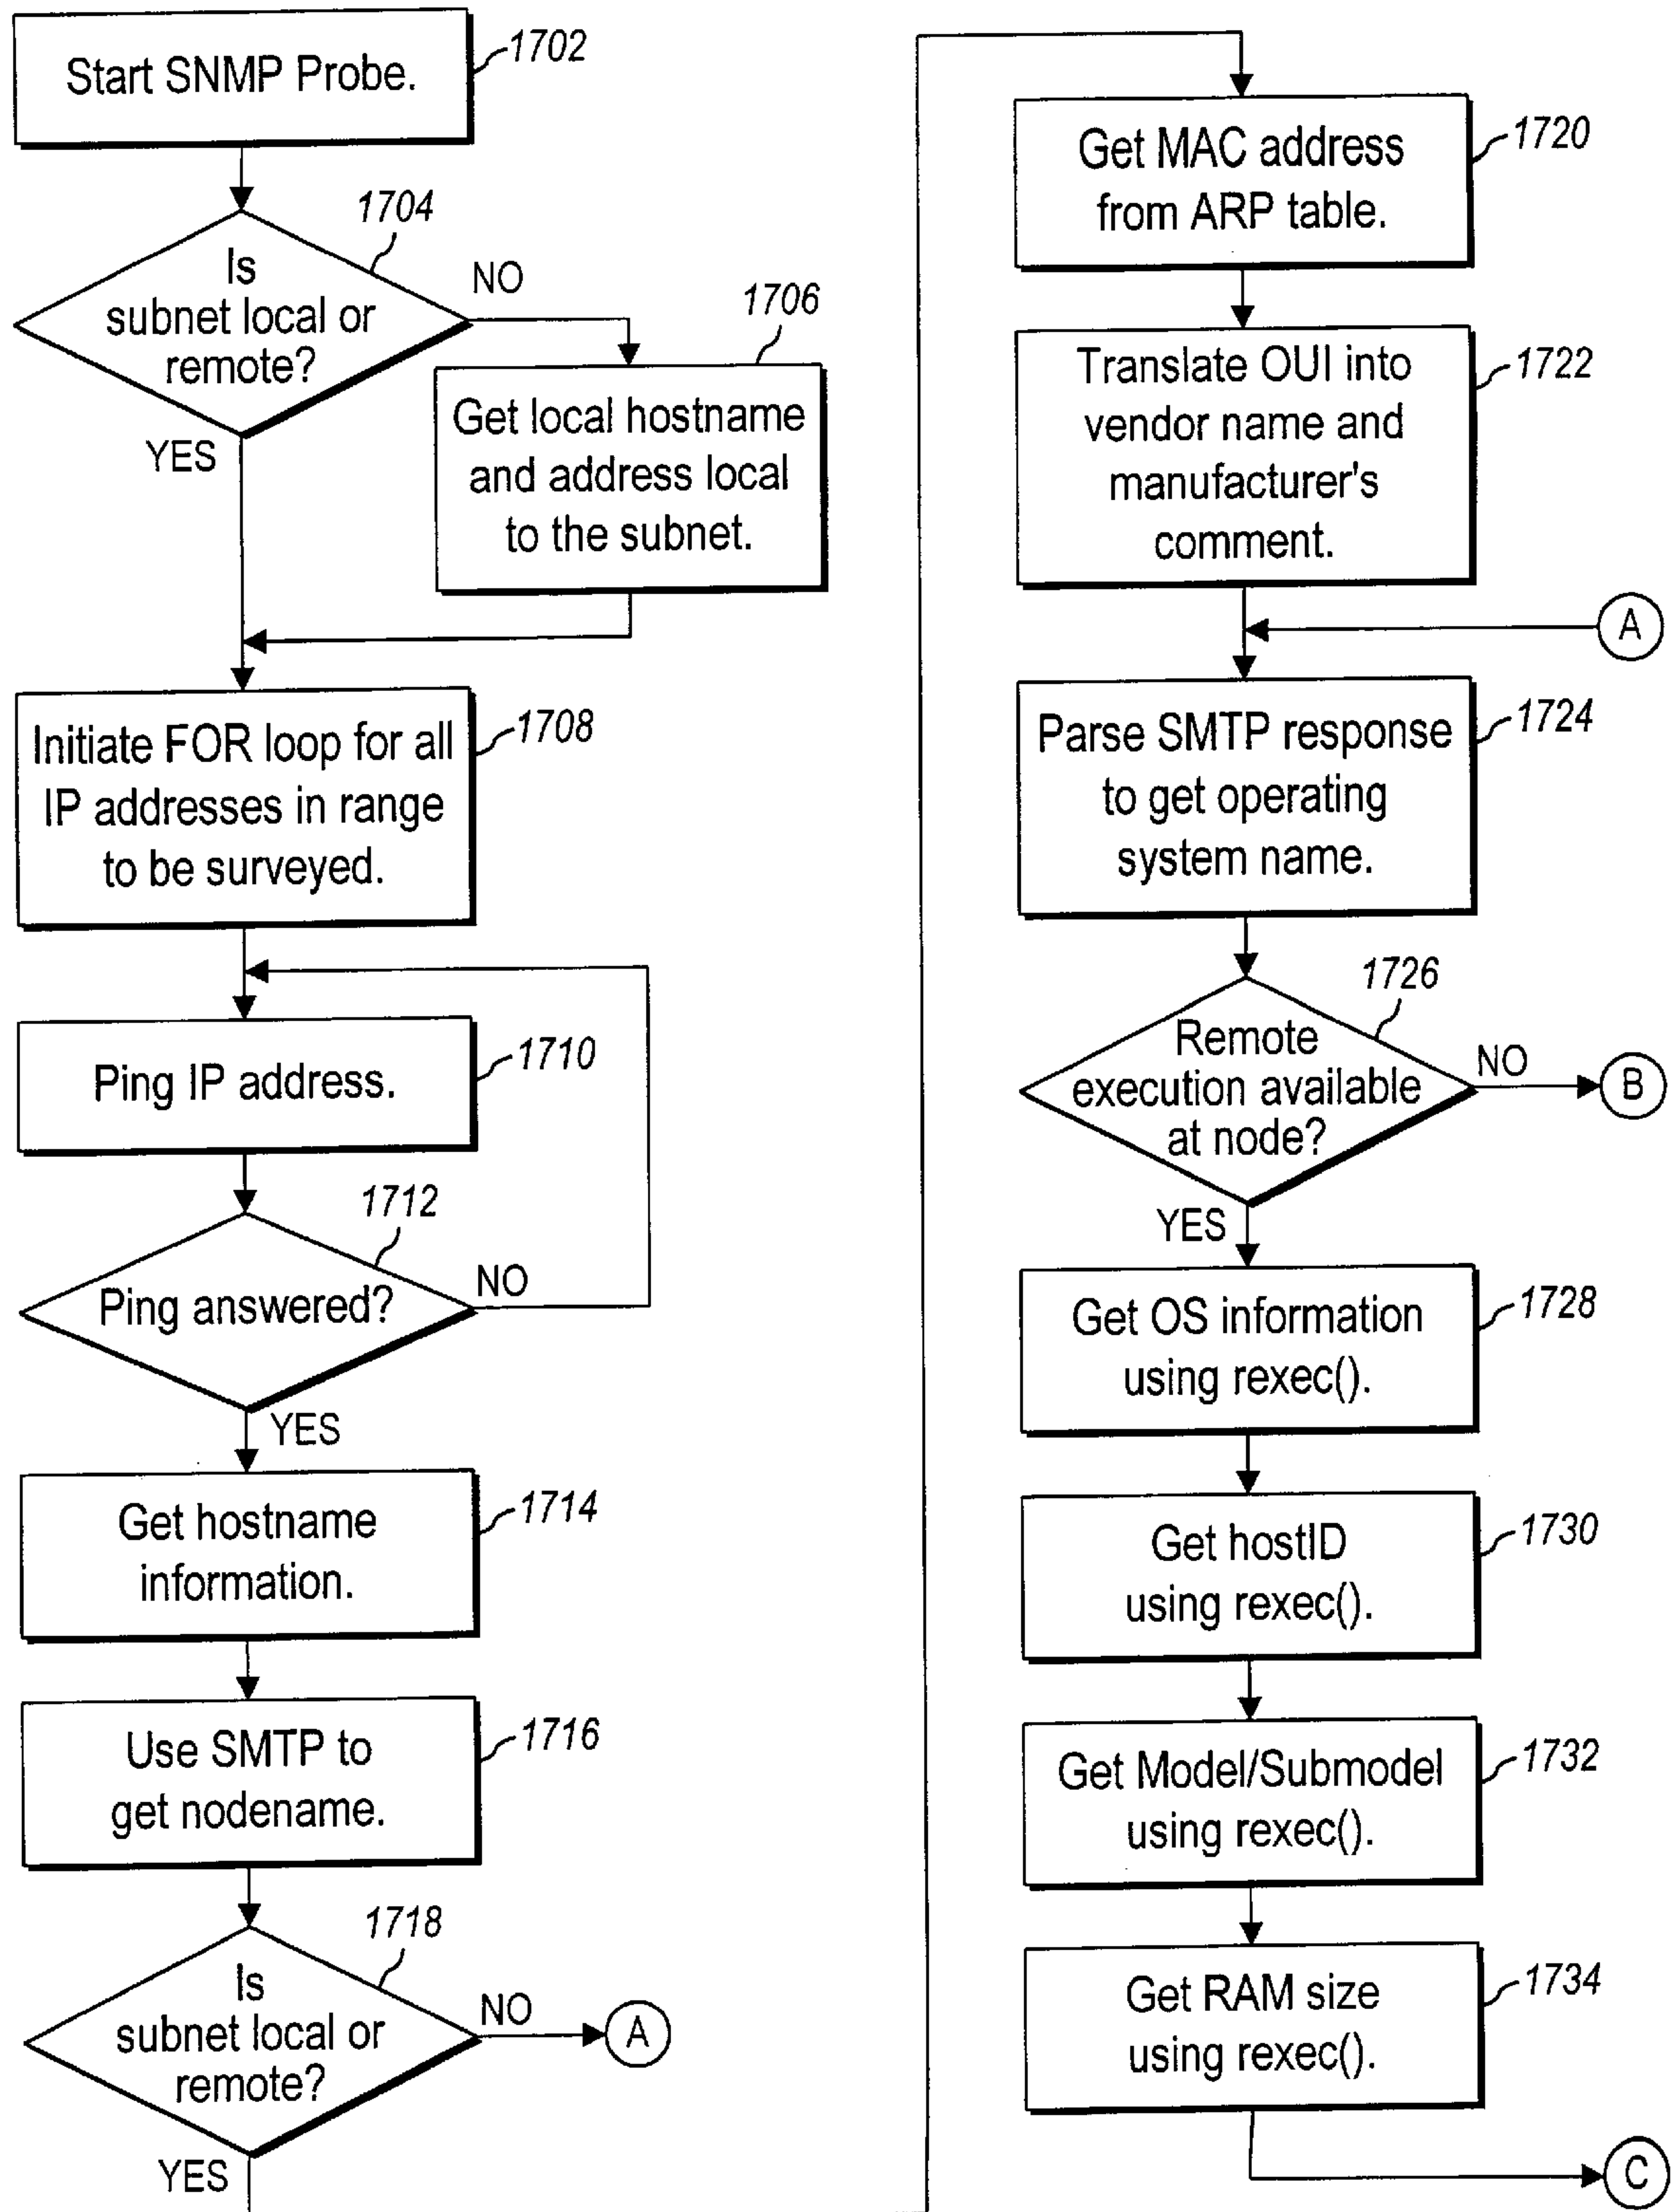 Start SNMP Probe.
1702
1704
Is
subnet local or
remote?
NO
YES
1706
Get local hostname
and address local
to the subnet.
Initiate FOR loop for all
IP addresses in range
to be surveyed.
1708
Ping IP address.
1710
1712
Ping answered?
NO
YES
Get hostname
information.
1714
Use SMTP to
get nodename.
1716
1718
Is
subnet local or
remote?
NO
A
YES
Get MAC address
from ARP table.
1720
Translate OUI into
vendor name and
manufacturer's
comment.
1722
A
Parse SMTP response
to get operating
system name.
1724
1726
Remote
execution available
at node?
NO
B
YES
Get OS information
using rexec().
1728
Get hostID
using rexec().
1730
Get Model/Submodel
using rexec().
1732
Get RAM size
using rexec().
1734
C